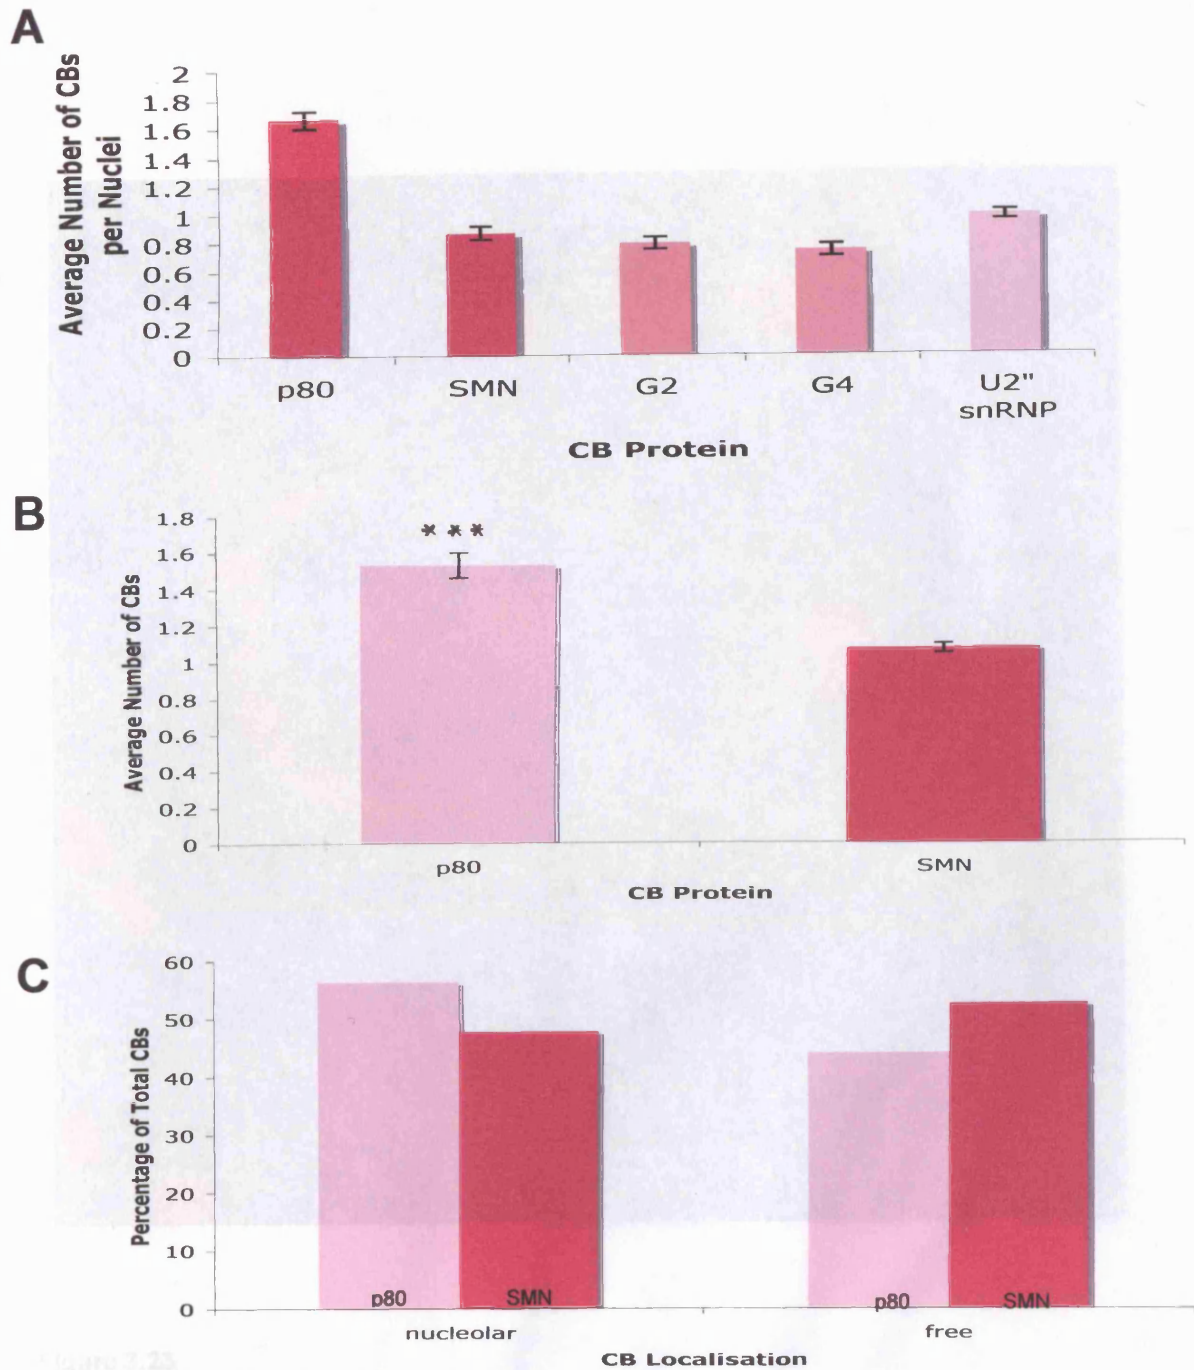 A
Average Number of CBs
per Nuclei
2
1.8
1.6
1.4
1.2
1
0.8
0.6
0.4
0.2
0
p80
SMN
G2
G4
U2"
snRNP
CB Protein
B
Average Number of CBs
1.8
1.6
1.4
1.2
1
0.8
0.6
0.4
0.2
0
* * *
p80
SMN
CB Protein
C
Percentage of Total CBs
60
50
40
30
20
10
0
p80
SMN
p80
SMN
nucleolar
free
CB Localisation